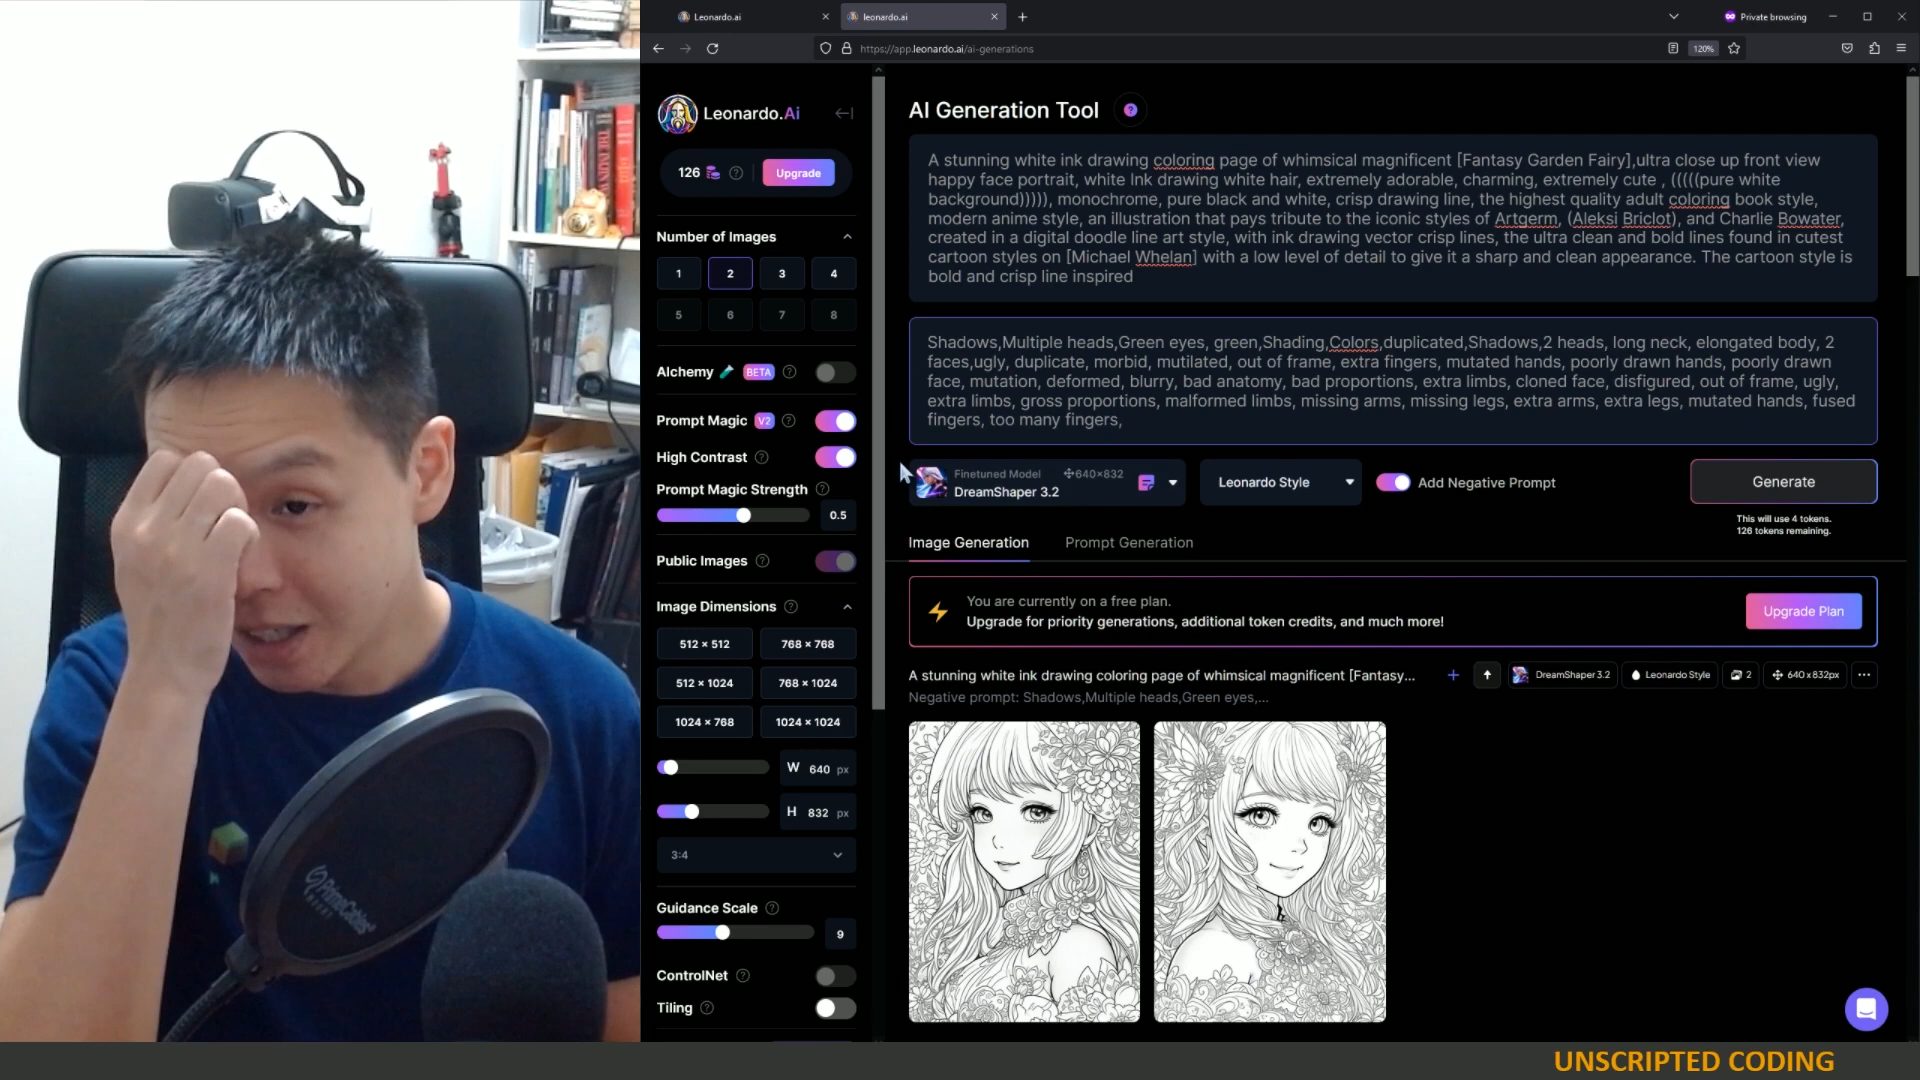 Leonardo.ai
leonardo.ai
Private browsing
https://app.leonardo.ai/ai-generations
120%
Leonardo.Ai
126
Upgrade
Number of Images
1 2 3 4
5 6 7 8
Alchemy BETA
Prompt Magic V2
High Contrast
Prompt Magic Strength
0.5
Public Images
Image Dimensions
512 × 512 768 × 768
512 × 1024 768 × 1024
1024 × 768 1024 × 1024
W 640 px
H 832 px
3:4
Guidance Scale
9
ControlNet
Tiling
AI Generation Tool
A stunning white ink drawing coloring page of whimsical magnificent [Fantasy Garden Fairy],ultra close up front view
happy face portrait, white Ink drawing white hair, extremely adorable, charming, extremely cute , (((((pure white
background))))), monochrome, pure black and white, crisp drawing line, the highest quality adult coloring book style,
modern anime style, an illustration that pays tribute to the iconic styles of Artgerm, (Aleksi Briclot), and Charlie Bowater,
created in a digital doodle line art style, with ink drawing vector crisp lines, the ultra clean and bold lines found in cutest
cartoon styles on [Michael Whelan] with a low level of detail to give it a sharp and clean appearance. The cartoon style is
bold and crisp line inspired
Shadows,Multiple heads,Green eyes, green,Shading,Colors,duplicated,Shadows,2 heads, long neck, elongated body, 2
faces,ugly, duplicate, morbid, mutilated, out of frame, extra fingers, mutated hands, poorly drawn hands, poorly drawn
face, mutation, deformed, blurry, bad anatomy, bad proportions, extra limbs, cloned face, disfigured, out of frame, ugly,
extra limbs, gross proportions, malformed limbs, missing arms, missing legs, extra arms, extra legs, mutated hands, fused
fingers, too many fingers,
Finetuned Model 640×832
DreamShaper 3.2
Leonardo Style
Add Negative Prompt
Generate
This will use 4 tokens.
126 tokens remaining.
Image Generation Prompt Generation
You are currently on a free plan.
Upgrade for priority generations, additional token credits, and much more!
Upgrade Plan
A stunning white ink drawing coloring page of whimsical magnificent [Fantasy...
DreamShaper 3.2 Leonardo Style 2 640 x 832px
Negative prompt: Shadows,Multiple heads,Green eyes,...
PrimeCables
UNSCRIPTED CODING